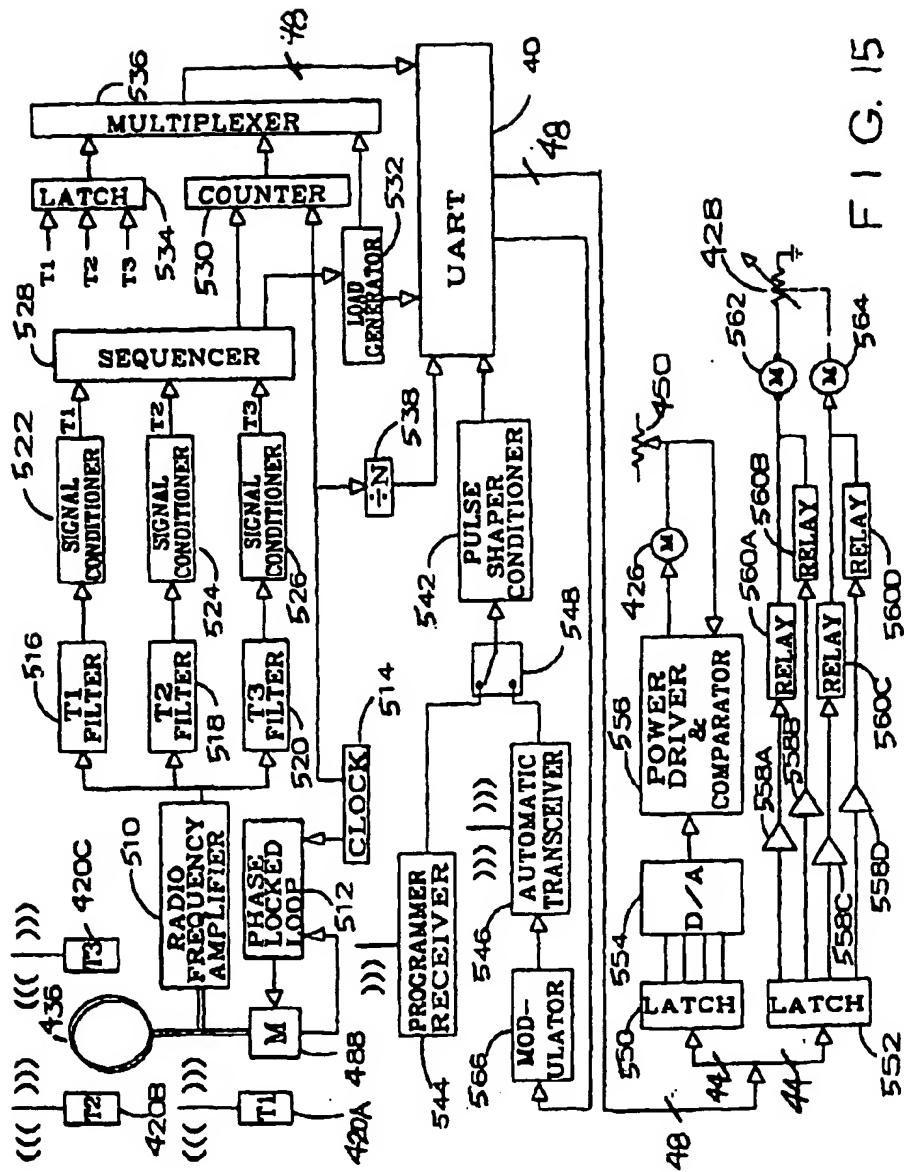 436
(((
)))
T3
420C
(((
)))
T2
420B
(((
)))
T1
420A
510
RADIO
FREQUENCY
AMPLIFIER
M
488
PHASE
LOCKED
LOOP
512
CLOCK
514
516
T1
FILTER
T2
FILTER
518
T3
FILTER
520
522
SIGNAL
CONDITIONER
T1
SIGNAL
CONDITIONER
524
T2
SIGNAL
CONDITIONER
526
T3
528
SEQUENCER
T1
T2
T3
LATCH
534
COUNTER
530
536
MULTIPLEXER
48
LOAD
GENERATOR
532
÷N
538
UART
40
48
)))
PROGRAMMER
RECEIVER
544
)))
)))
AUTOMATIC
TRANSCEIVER
546
MOD-
ULATOR
566
548
PULSE
SHAPER
CONDITIONER
542
48
44
44
LATCH
550
LATCH
552
554
D/A
556
POWER
DRIVER
&
COMPARATOR
426
M
450
558A
558B
558C
558D
RELAY
560A
RELAY
560B
RELAY
560C
RELAY
560D
562
M
M
564
428
FIG. 15